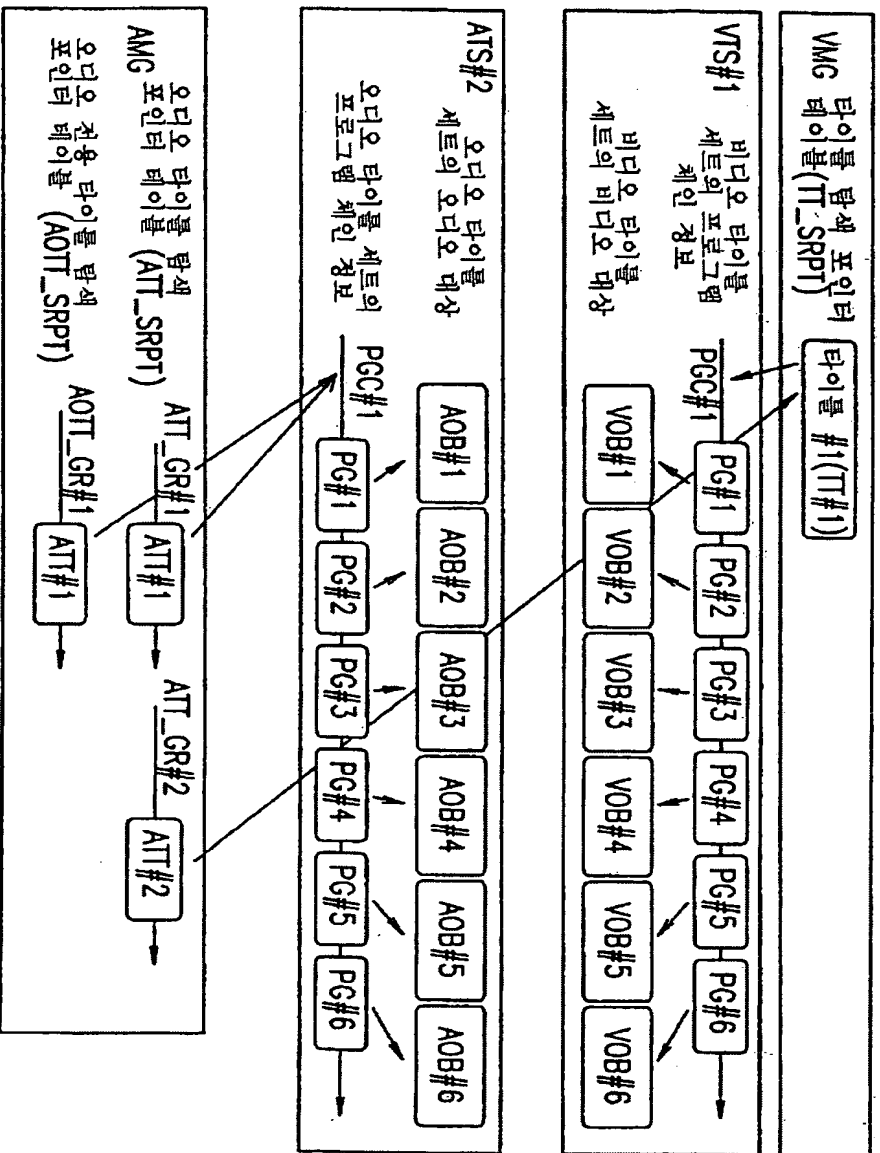 VMG 타이틀 탐색 포인터
테이블(TT_SRPT)
타이틀 #1(TT#1)
VTS#1
비디오 타이틀
세트의 프로그램
체인 정보
PGC#1
PG#1
PG#2
PG#3
PG#4
PG#5
PG#6
비디오 타이틀
세트의 비디오 대상
VOB#1
VOB#2
VOB#3
VOB#4
VOB#5
VOB#6
ATS#2
오디오 타이틀
세트의 오디오 대상
AOB#1
AOB#2
AOB#3
AOB#4
AOB#5
AOB#6
오디오 타이틀 세트의
프로그램 체인 정보
PGC#1
PG#1
PG#2
PG#3
PG#4
PG#5
PG#6
AMG
오디오 타이틀 탐색
포인터 테이블 (ATT_SRPT)
ATT_GR#1
ATT#1
ATT_GR#2
ATT#2
오디오 전용 타이틀 탐색
포인터 테이블 (AOTT_SRPT)
AOTT_GR#1
ATT#1